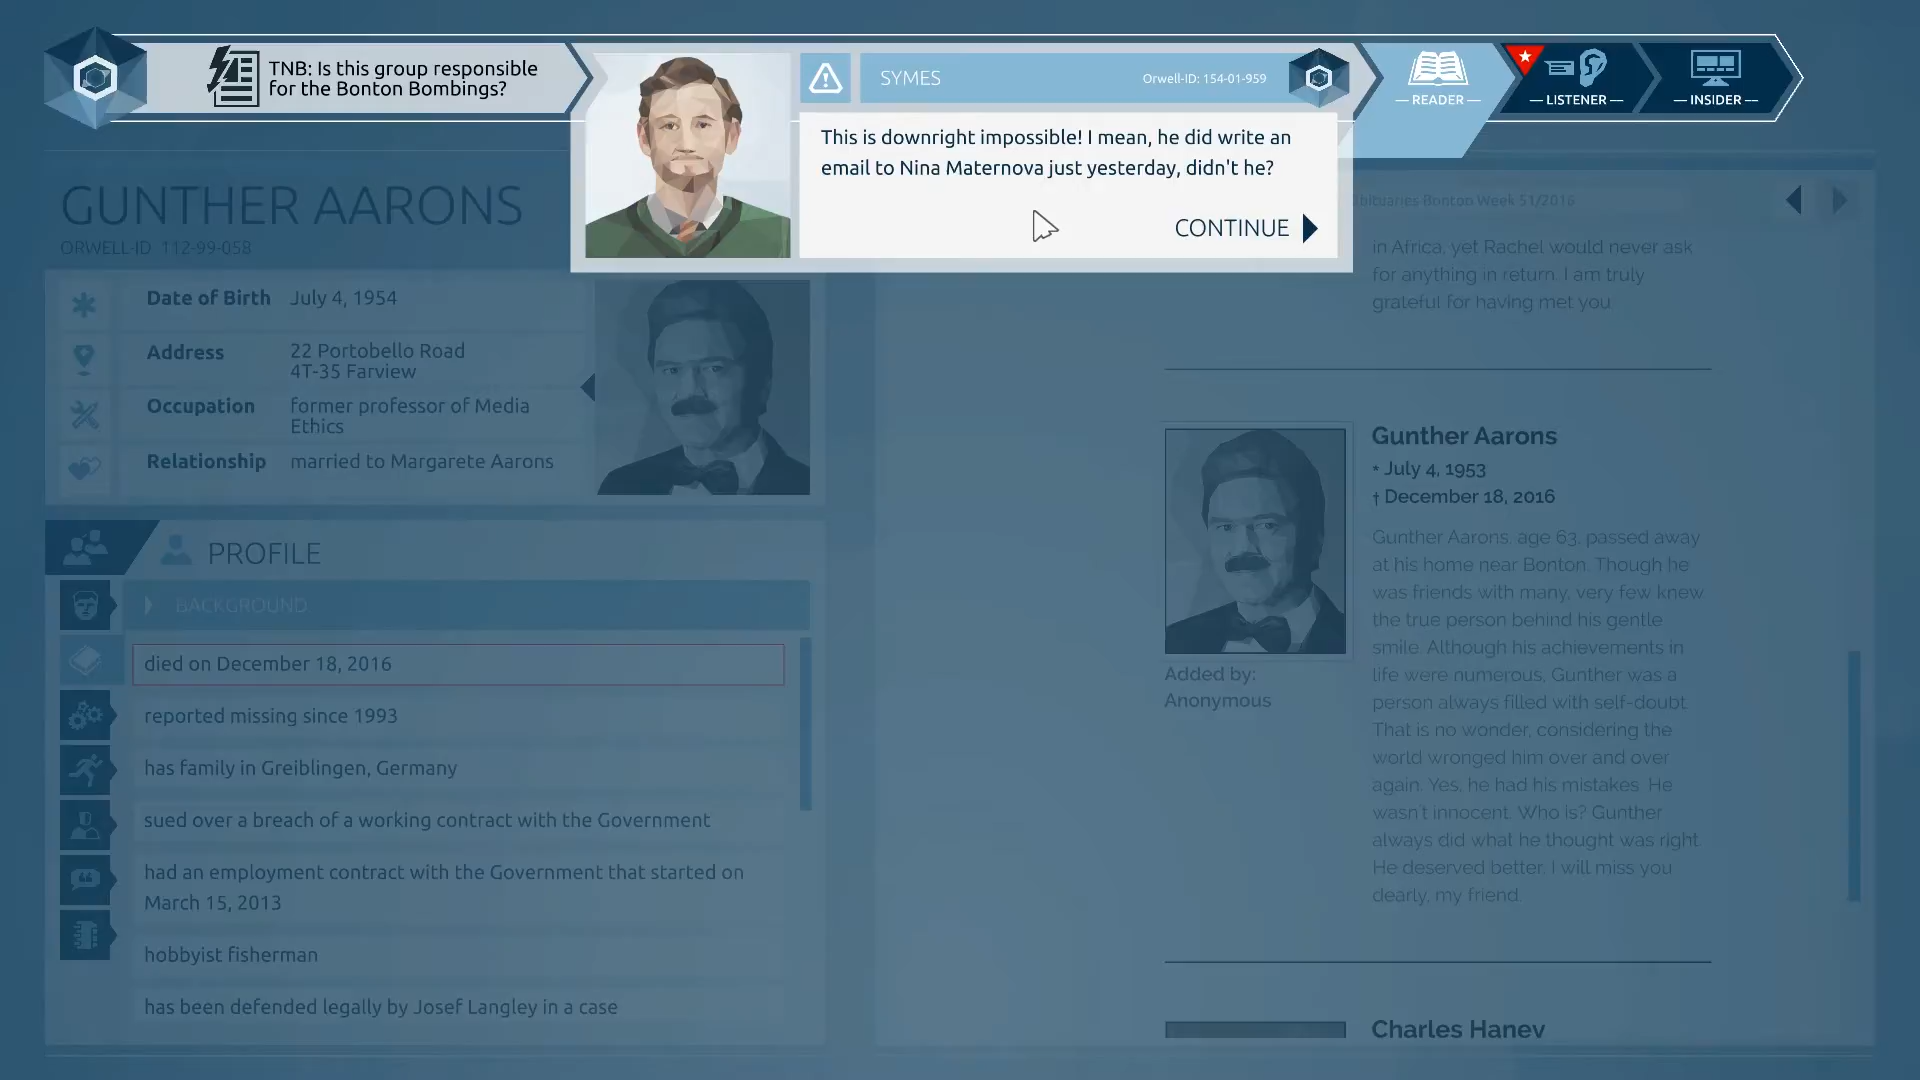 TNB: Is this group responsible
for the Bonton Bombings?
SYMES
Orwell-ID: 154-01-959
This is downright impossible! I mean, he did write an
email to Nina Maternova just yesterday, didn't he?
CONTINUE
— READER —
— LISTENER —
— INSIDER —
GUNTHER AARONS
ORWELL-ID 112-99-058
Date of Birth July 4, 1954
Address 22 Portobello Road
4T-35 Farview
Occupation former professor of Media
Ethics
Relationship married to Margarete Aarons
PROFILE
BACKGROUND
died on December 18, 2016
reported missing since 1993
has family in Greiblingen, Germany
sued over a breach of a working contract with the Government
had an employment contract with the Government that started on
March 15, 2013
hobbyist fisherman
has been defended legally by Josef Langley in a case
Obituaries Bonton Week 51/2016
in Africa, yet Rachel would never ask
for anything in return. I am truly
grateful for having met you.
Gunther Aarons
* July 4, 1953
† December 18, 2016
Gunther Aarons, age 63, passed away
at his home near Bonton. Though he
was friends with many, very few knew
the true person behind his gentle
smile. Although his achievements in
life were numerous, Gunther was a
person always filled with self-doubt.
That is no wonder, considering the
world wronged him over and over
again. Yes, he had his mistakes. He
wasn't innocent. Who is? Gunther
always did what he thought was right.
He deserved better. I will miss you
dearly, my friend.
Added by:
Anonymous
Charles Haney